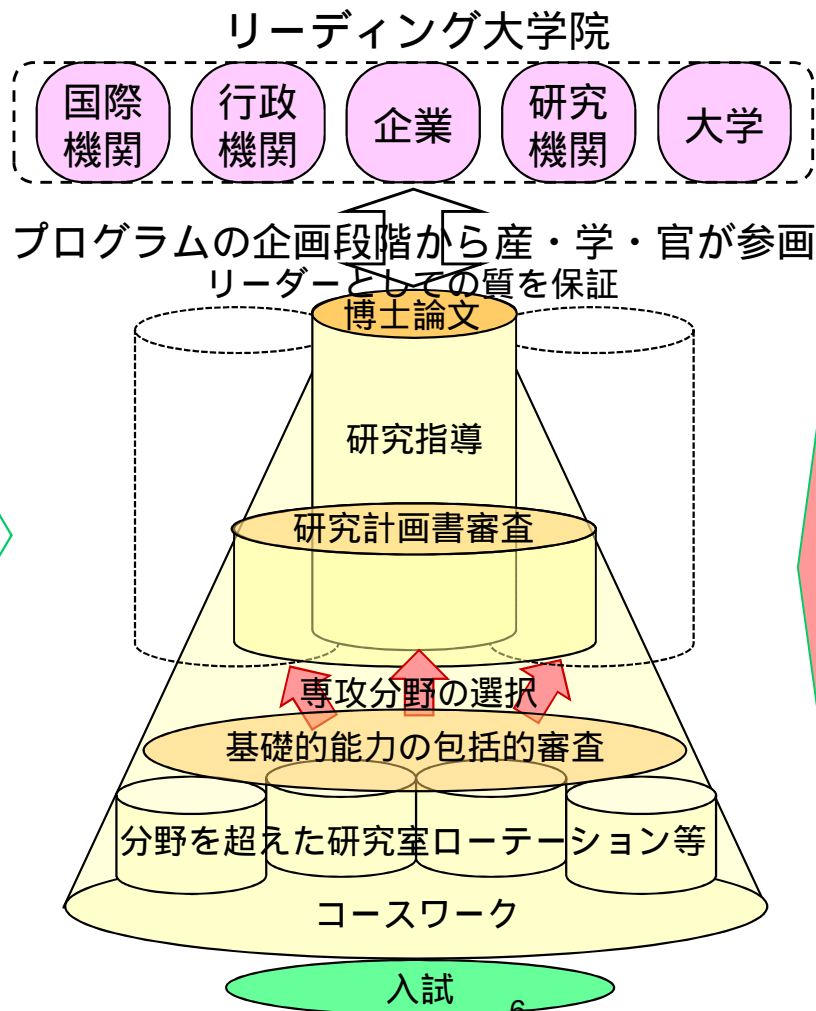 リーディング大学院
国際
機関
行政
機関
企業
研究
機関
大学
プログラムの企画段階から産・学・官が参画
リーダーとしての質を保証
博士論文
研究指導
研究計画書審査
専攻分野の選択
基礎的能力の包括的審査
分野を超えた研究室ローテーション等
コースワーク
入試
6